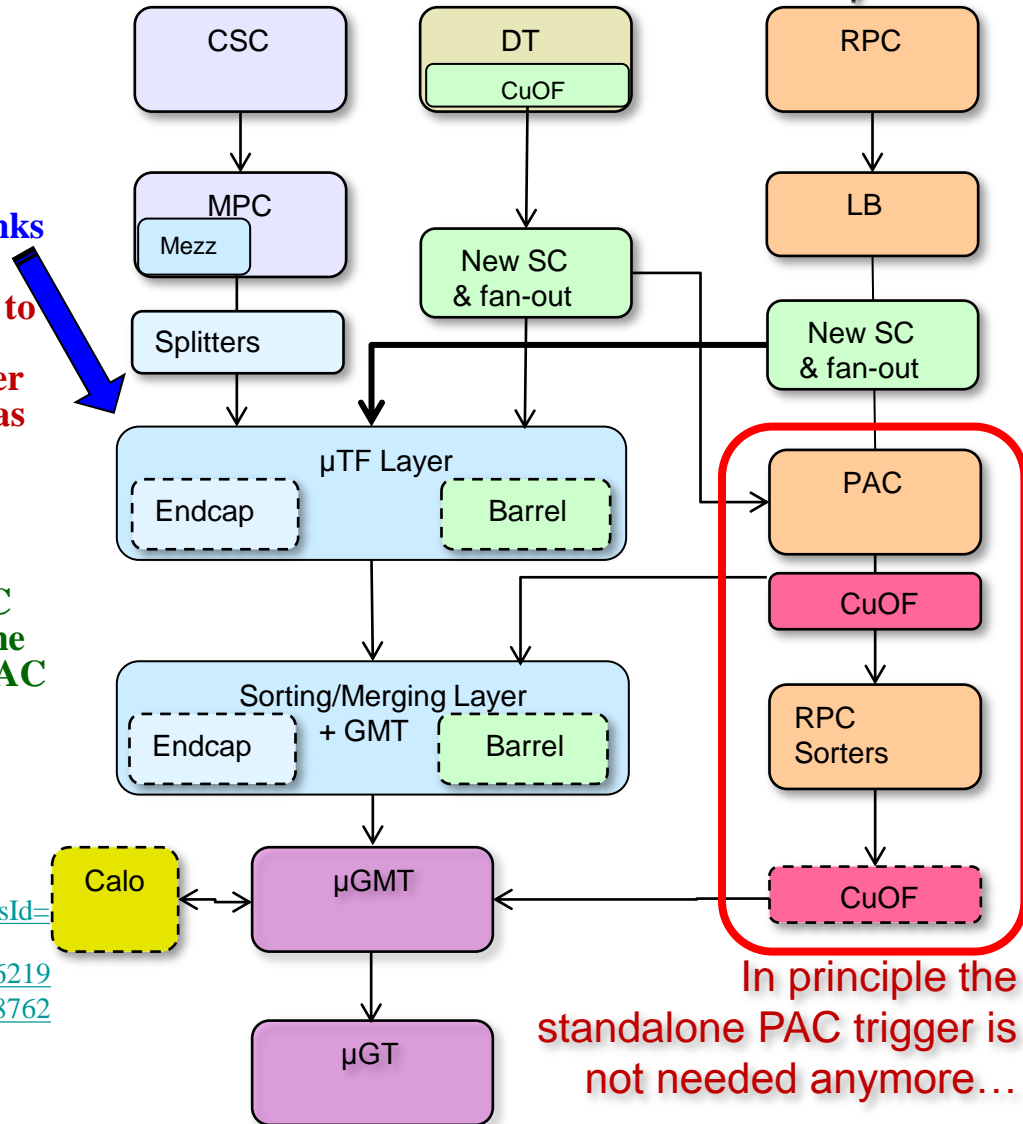 CSC
DT
RPC
CuOF
MPC
Mezz
LB
nks
New SC
& fan-out
to
Splitters
New SC
& fan-out
er
as
µTF Layer
Endcap
Barrel
PAC
C
ne
AC
CuOF
Sorting/Merging Layer
+ GMT
Endcap
Barrel
RPC
Sorters
Calo
µGMT
CuOF
sId=
6219
8762
In principle the
standalone PAC trigger is
not needed anymore…
µGT